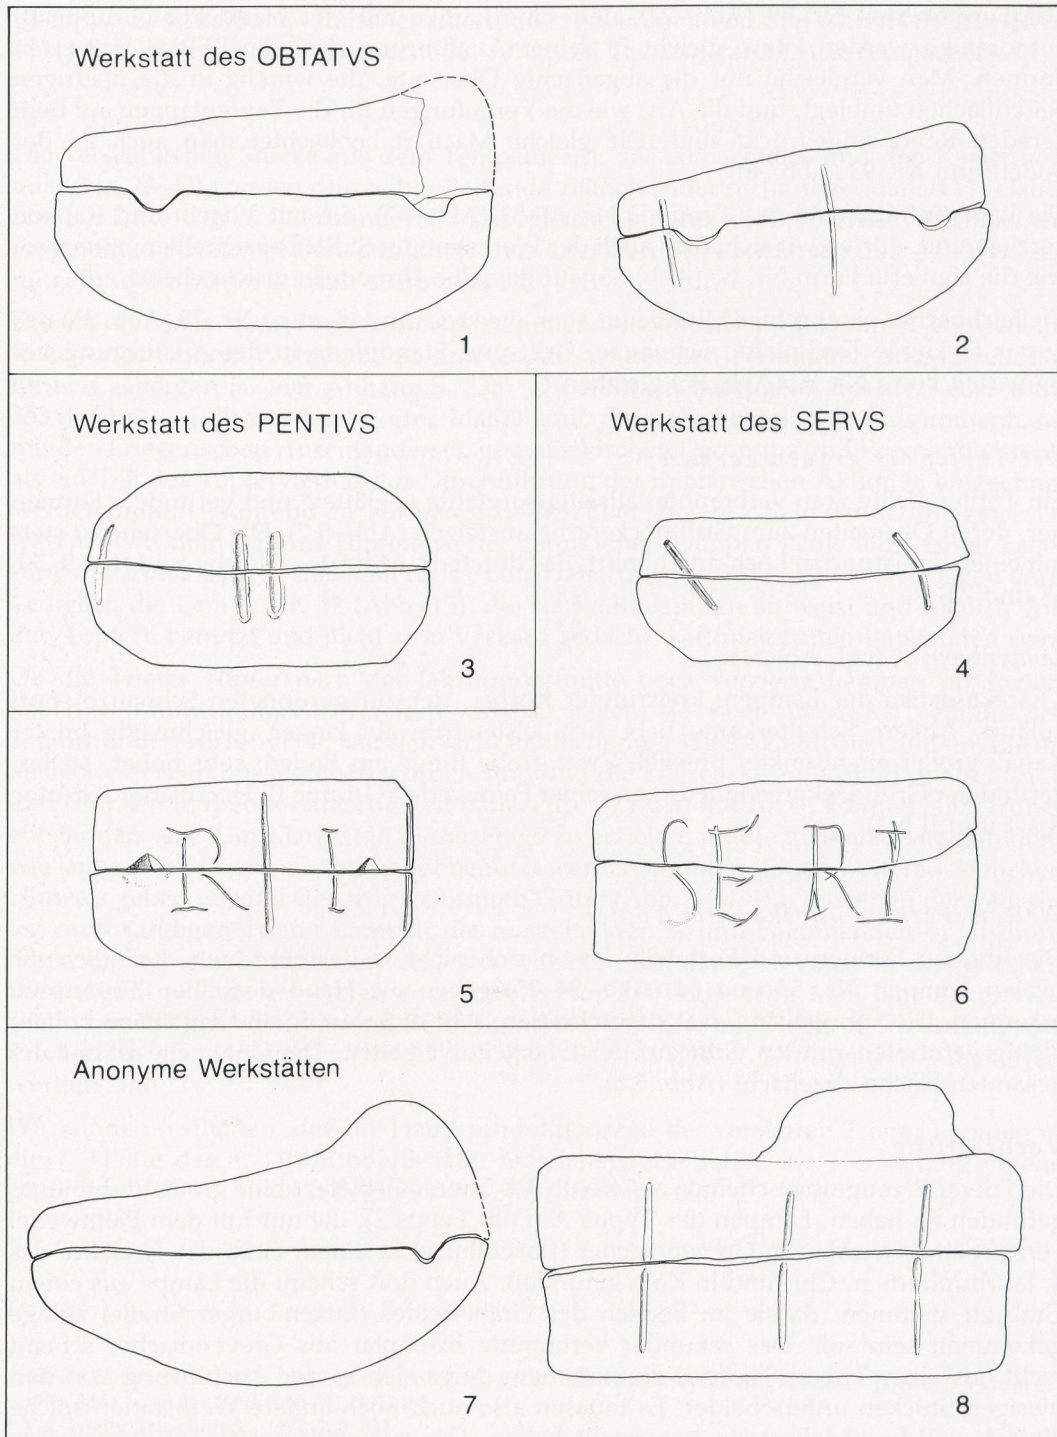 Werkstatt des OBTATVS
1
2
Werkstatt des PENTIVS
Werkstatt des SERVS
3
4
R I
SERI
5
6
Anonyme Werkstätten
7
8